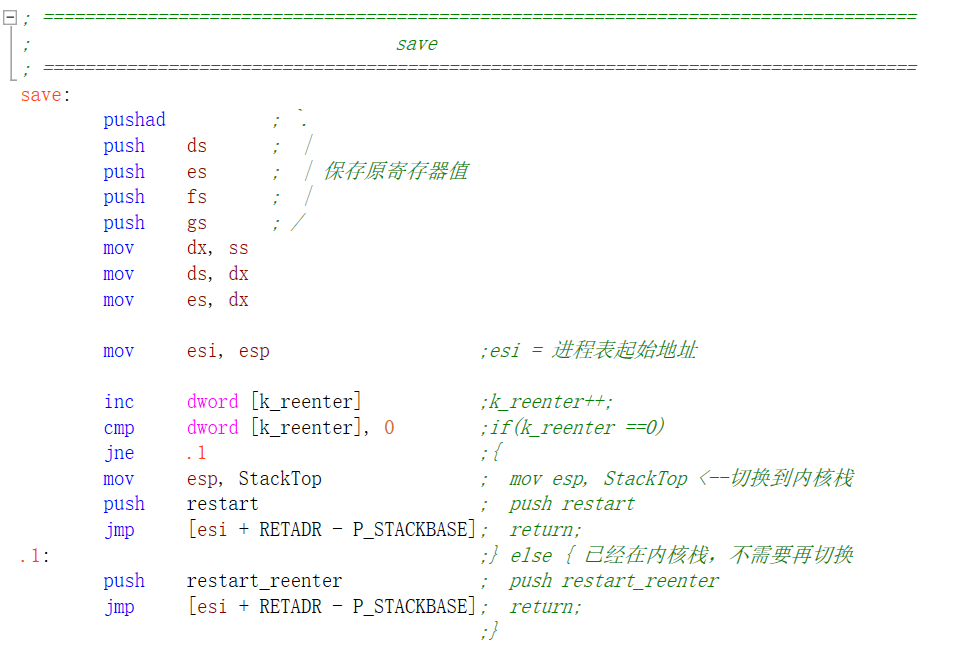 ; ====================================================================================
;                                   save
; ====================================================================================
save:
        pushad          ; `.
        push    ds      ;  |
        push    es      ;  | 保存原寄存器值
        push    fs      ;  |
        push    gs      ; /
        mov     dx, ss
        mov     ds, dx
        mov     es, dx
        mov     esi, esp                    ;esi = 进程表起始地址
        inc     dword [k_reenter]           ;k_reenter++;
        cmp     dword [k_reenter], 0        ;if(k_reenter ==0)
        jne     .1                          ;{
        mov     esp, StackTop               ;  mov esp, StackTop <--切换到内核栈
        push    restart                     ;  push restart
        jmp     [esi + RETADR - P_STACKBASE];  return;
.1:                                         ;} else { 已经在内核栈，不需要再切换
        push    restart_reenter             ;  push restart_reenter
        jmp     [esi + RETADR - P_STACKBASE];  return;
                                            ;}